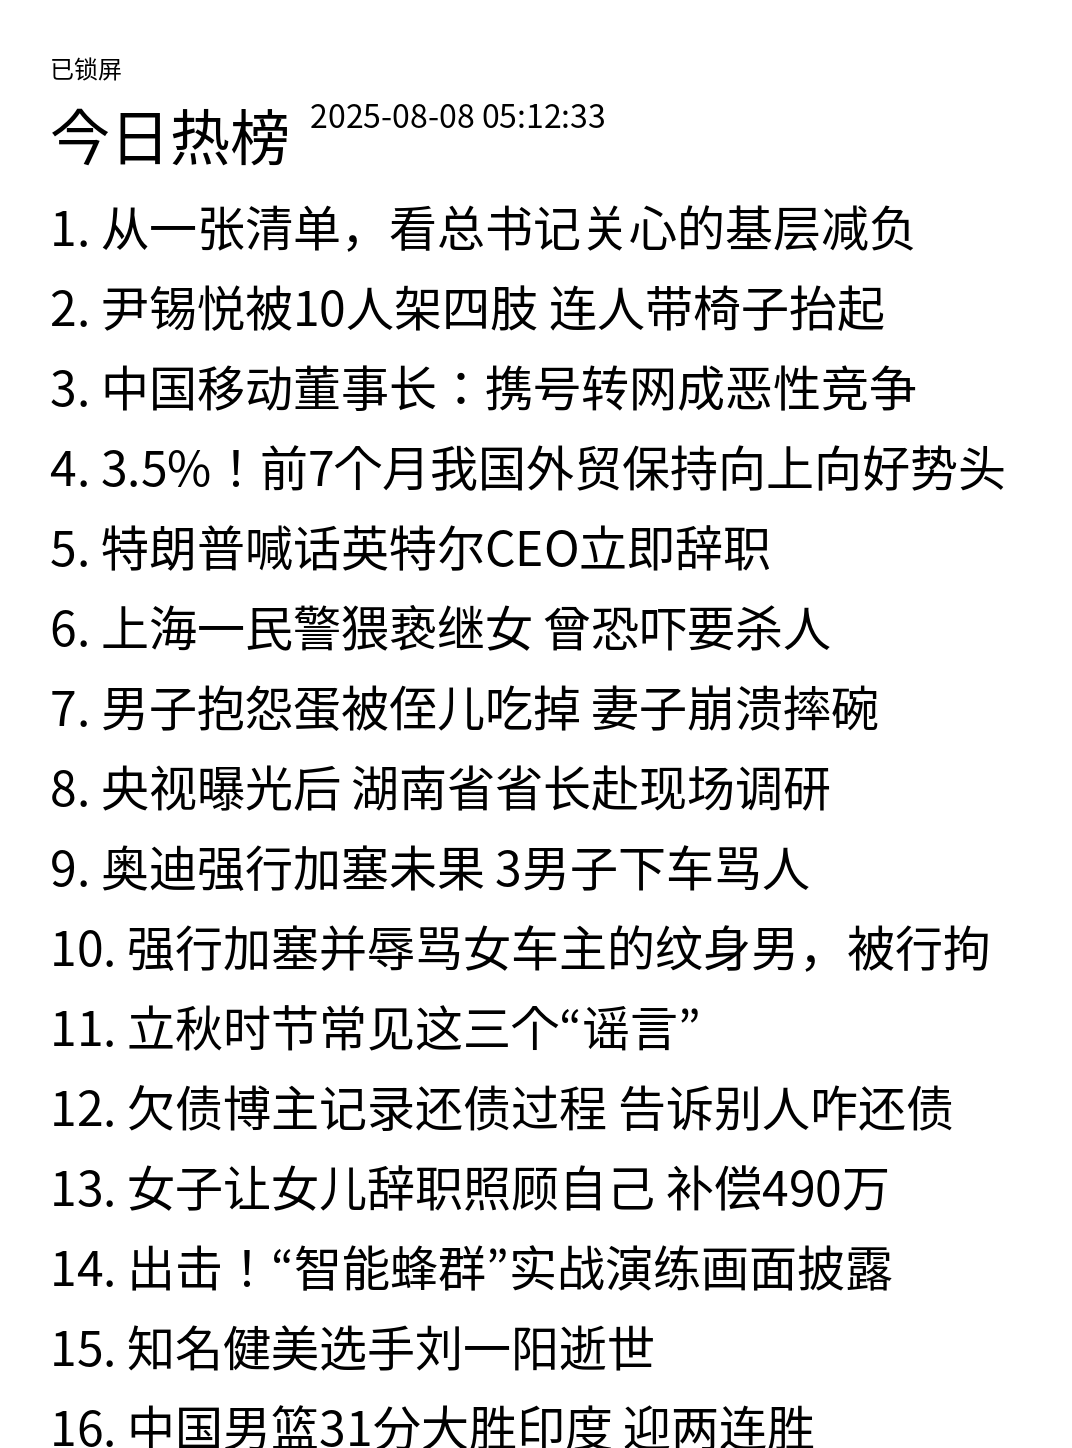 已锁屏
今日热榜 2025-08-08 05:12:33
1. 从一张清单，看总书记关心的基层减负
2. 尹锡悦被10人架四肢 连人带椅子抬起
3. 中国移动董事长：携号转网成恶性竞争
4. 3.5%！前7个月我国外贸保持向上向好势头
5. 特朗普喊话英特尔CEO立即辞职
6. 上海一民警猥亵继女 曾恐吓要杀人
7. 男子抱怨蛋被侄儿吃掉 妻子崩溃摔碗
8. 央视曝光后 湖南省省长赴现场调研
9. 奥迪强行加塞未果 3男子下车骂人
10. 强行加塞并辱骂女车主的纹身男，被行拘
11. 立秋时节常见这三个“谣言”
12. 欠债博主记录还债过程 告诉别人咋还债
13. 女子让女儿辞职照顾自己 补偿490万
14. 出击！“智能蜂群”实战演练画面披露
15. 知名健美选手刘一阳逝世
16. 中国男篮31分大胜印度 迎两连胜